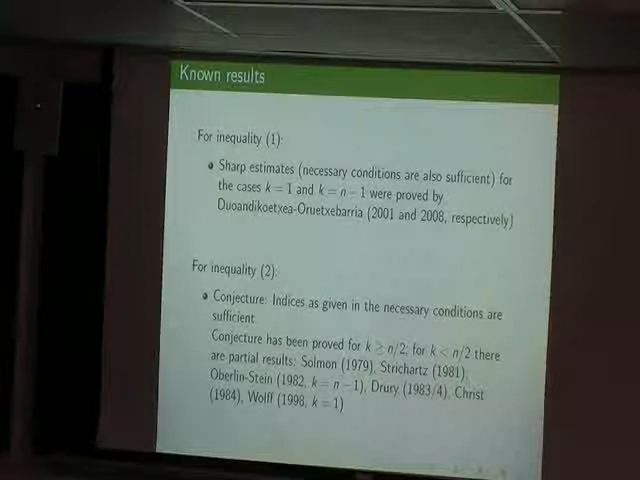 Known results
For inequality (1):
• Sharp estimates (necessary conditions are also sufficient) for
the cases k = 1 and k = n − 1 were proved by
Duoandikoetxea-Oruetxebarria (2001 and 2008, respectively)
For inequality (2):
• Conjecture: Indices as given in the necessary conditions are
sufficient
Conjecture has been proved for k ≥ n/2; for k < n/2 there
are partial results: Solmon (1979), Strichartz (1981),
Oberlin-Stein (1982, k = n − 1), Drury (1983/4), Christ
(1984), Wolff (1998, k = 1)